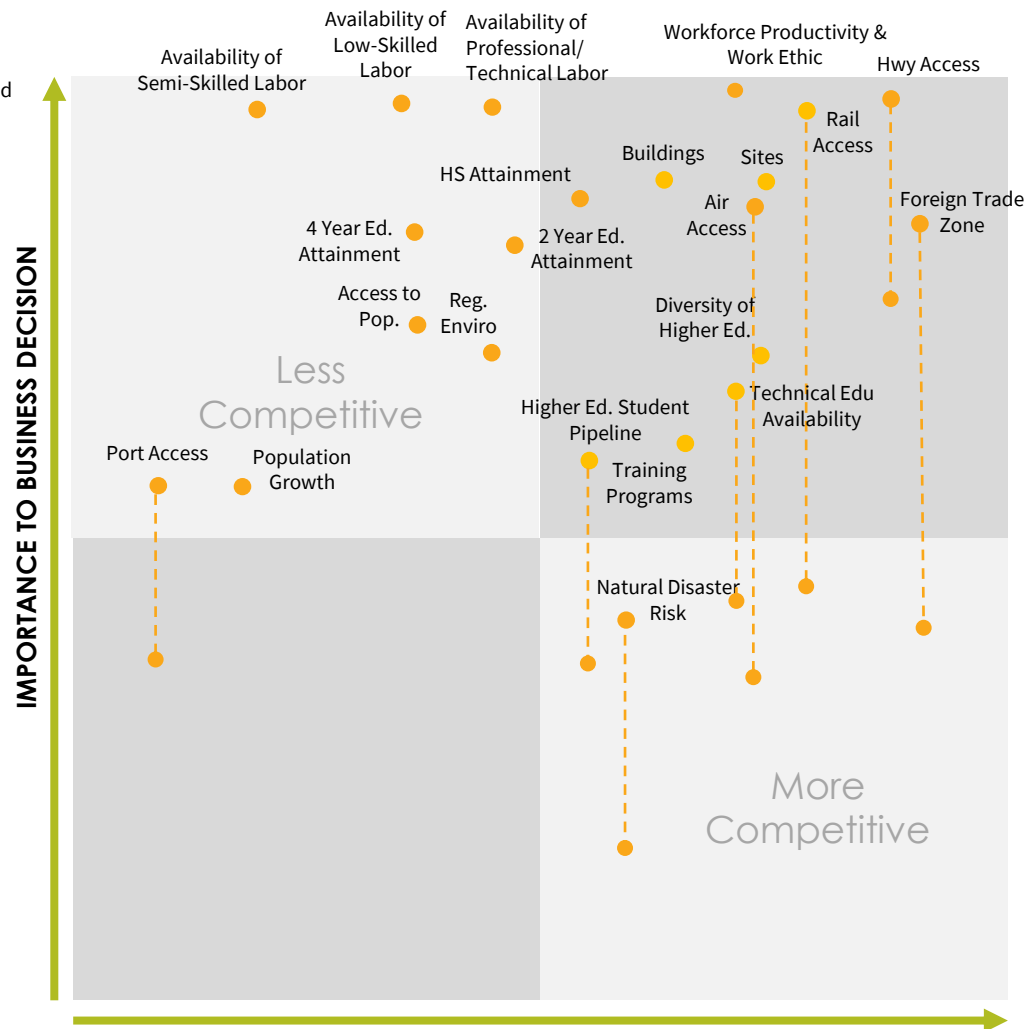 Availability of
Semi-Skilled Labor
Availability of
Low-Skilled
Labor
Availability of
Professional/
Technical Labor
Workforce Productivity &
Work Ethic
Hwy Access
d
Rail
Access
Buildings
Sites
HS Attainment
Air
Access
Foreign Trade
Zone
4 Year Ed.
Attainment
2 Year Ed.
Attainment
Access to
Pop.
Reg.
Enviro
Diversity of
Higher Ed.
Less
Competitive
Technical Edu
Availability
Higher Ed. Student
Pipeline
Port Access
Population
Growth
Training
Programs
IMPORTANCE TO BUSINESS DECISION
Natural Disaster
Risk
More
Competitive